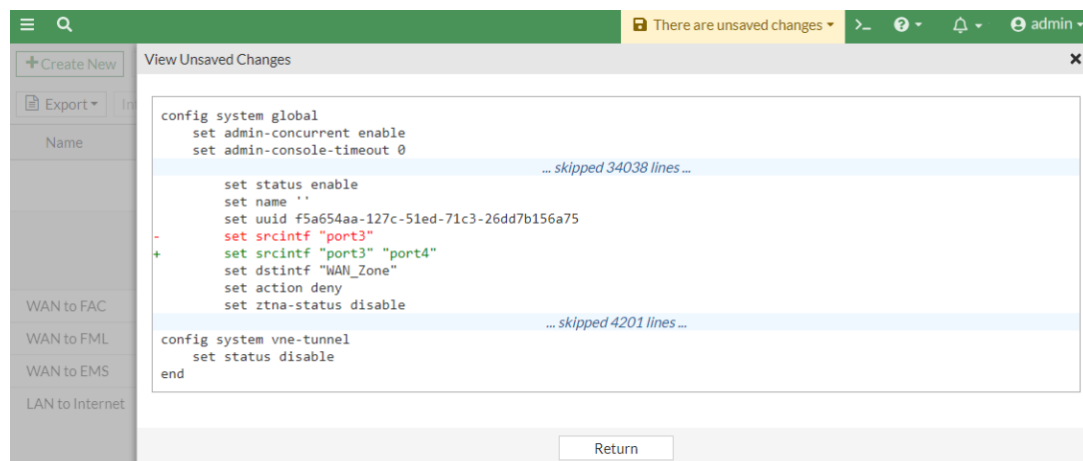 There are unsaved changes
>_
admin
+ Create New
View Unsaved Changes
Export
In
Name
config system global
set admin-concurrent enable
set admin-console-timeout 0
... skipped 34038 lines ...
set status enable
set name ''
set uuid f5a654aa-127c-51ed-71c3-26dd7b156a75
- set srcintf "port3"
+ set srcintf "port3" "port4"
set dstintf "WAN_Zone"
set action deny
set ztna-status disable
... skipped 4201 lines ...
config system vne-tunnel
set status disable
end
WAN to FAC
WAN to FML
WAN to EMS
LAN to Internet
Return